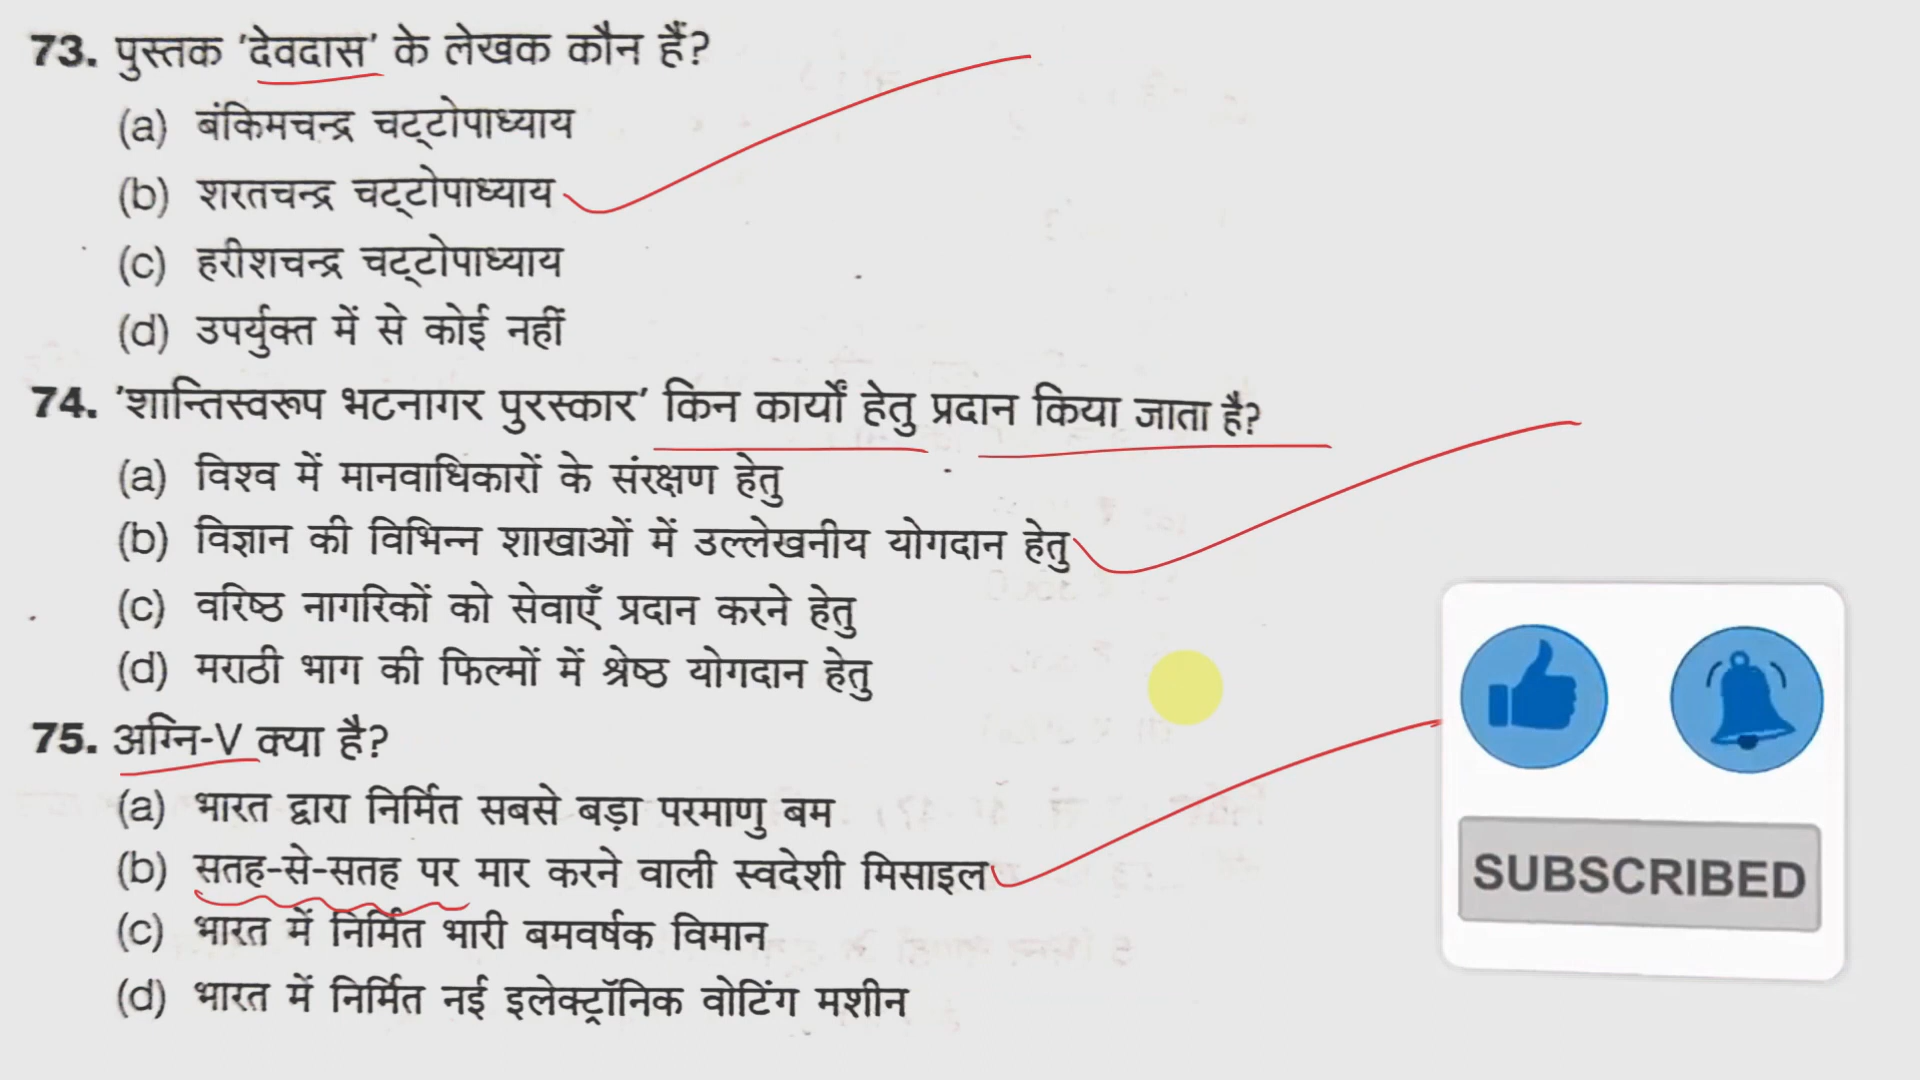 73. पुस्तक 'देवदास' के लेखक कौन हैं?
(a) बंकिमचन्द्र चट्टोपाध्याय
(b) शरतचन्द्र चट्टोपाध्याय
(c) हरीशचन्द्र चट्टोपाध्याय
(d) उपर्युक्त में से कोई नहीं
74. 'शान्तिस्वरूप भटनागर पुरस्कार' किन कार्यों हेतु प्रदान किया जाता है?
(a) विश्व में मानवाधिकारों के संरक्षण हेतु
(b) विज्ञान की विभिन्न शाखाओं में उल्लेखनीय योगदान हेतु
(c) वरिष्ठ नागरिकों को सेवाएँ प्रदान करने हेतु
(d) मराठी भाग की फिल्मों में श्रेष्ठ योगदान हेतु
75. अग्नि-V क्या है?
(a) भारत द्वारा निर्मित सबसे बड़ा परमाणु बम
(b) सतह-से-सतह पर मार करने वाली स्वदेशी मिसाइल
(c) भारत में निर्मित भारी बमवर्षक विमान
(d) भारत में निर्मित नई इलेक्ट्रॉनिक वोटिंग मशीन
SUBSCRIBED